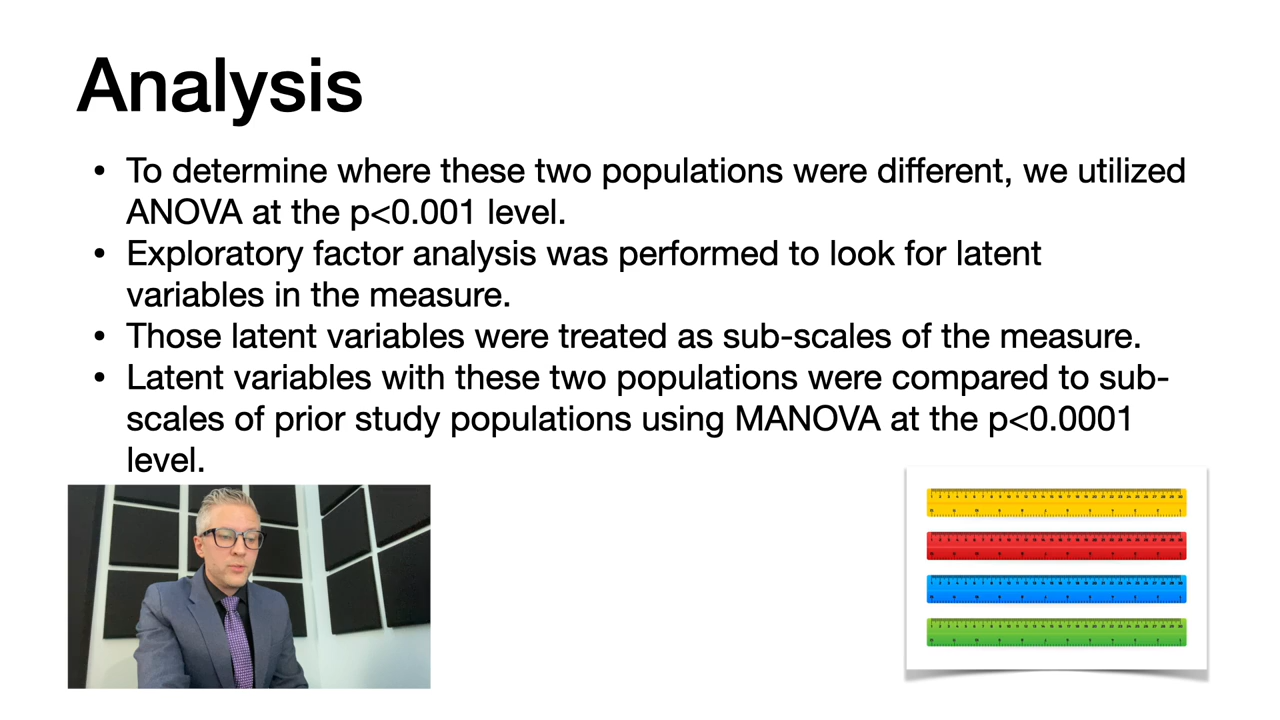 Analysis
• To determine where these two populations were different, we utilized
ANOVA at the p<0.001 level.
• Exploratory factor analysis was performed to look for latent
variables in the measure.
• Those latent variables were treated as sub-scales of the measure.
• Latent variables with these two populations were compared to sub-
scales of prior study populations using MANOVA at the p<0.0001
level.